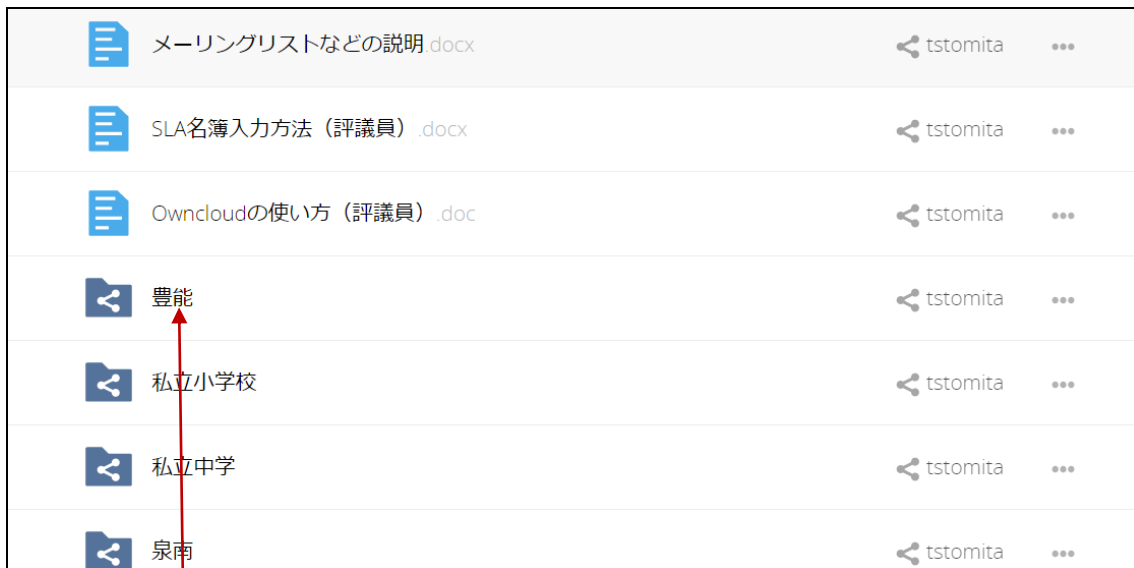 メーリングリストなどの説明.docx tstomita
SLA名簿入力方法（評議員）.docx tstomita
Owncloudの使い方（評議員）.doc tstomita
豊能 tstomita
私立小学校 tstomita
私立中学 tstomita
泉南 tstomita